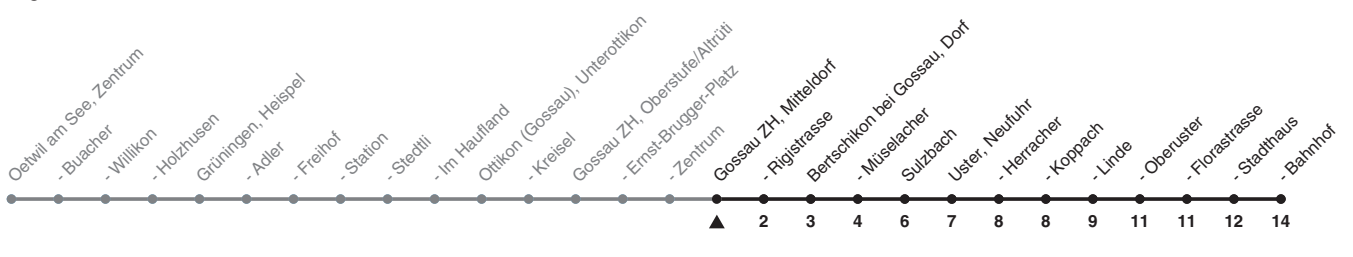 Oetwil am See, Zentrum
- Buacher
- Willikon
- Holzhusen
Grüningen, Heispel
- Adler
- Freihof
- Station
- Stedtli
- Im Haufland
Ottikon (Gossau), Unterottikon
- Kreisel
Gossau ZH, Oberstufe/Altrüti
- Ernst-Brugger-Platz
- Zentrum
Gossau ZH, Mitteldorf
- Rigistrasse
Bertschikon bei Gossau, Dorf
- Müselacher
Sulzbach
Uster, Neufuhr
- Herracher
- Koppach
- Linde
- Oberuster
- Florastrasse
- Stadthaus
- Bahnhof
2 3 4 6 7 8 8 9 11 11 12 14